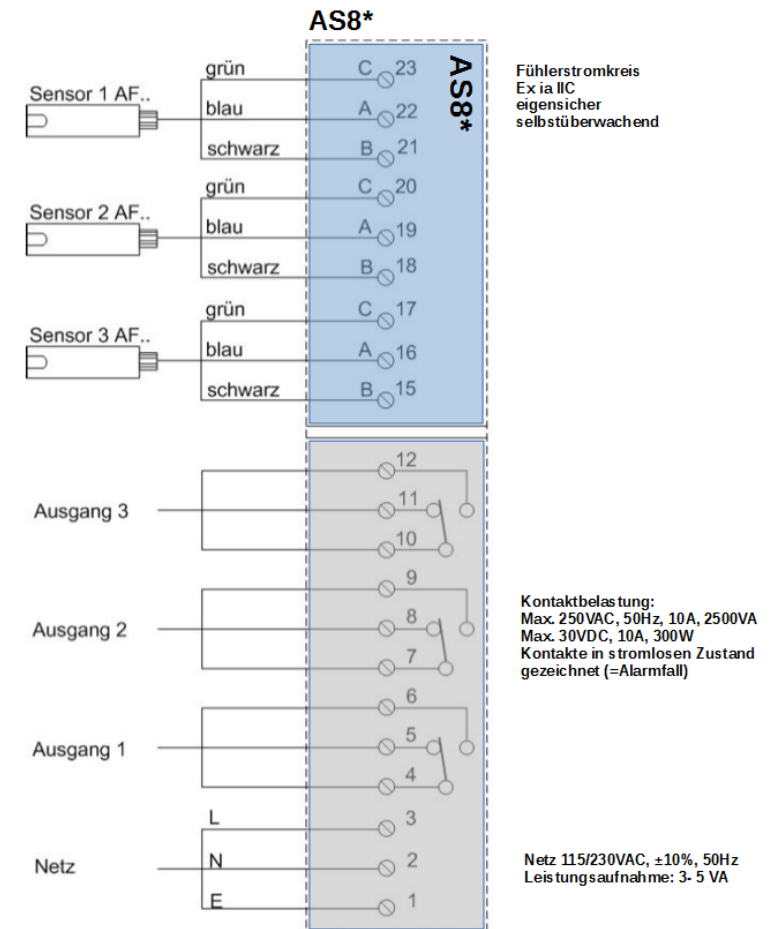 AS8*
AS8*
grün
C 23
Sensor 1 AF..
blau
A 22
schwarz
B 21
Fühlerstromkreis
Ex ia IIC
eigensicher
selbstüberwachend
grün
C 20
Sensor 2 AF..
blau
A 19
schwarz
B 18
grün
C 17
Sensor 3 AF..
blau
A 16
schwarz
B 15
12
Ausgang 3
11
10
9
Ausgang 2
8
7
Kontaktbelastung:
Max. 250VAC, 50Hz, 10A, 2500VA
Max. 30VDC, 10A, 300W
Kontakte in stromlosen Zustand
gezeichnet (=Alarmfall)
6
Ausgang 1
5
4
L
3
Netz
N
2
E
1
Netz 115/230VAC, ±10%, 50Hz
Leistungsaufnahme: 3- 5 VA